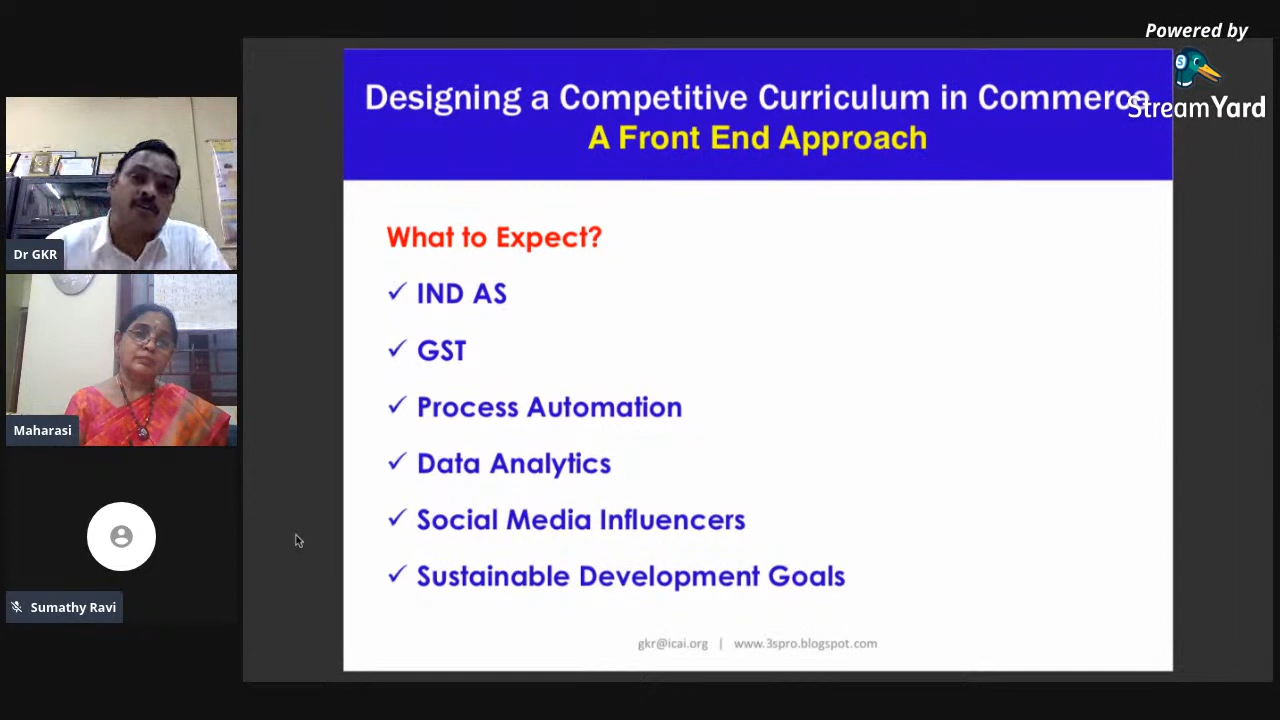 Powered by
StreamYard
Designing a Competitive Curriculum in Commerce
A Front End Approach
What to Expect?
✓ IND AS
✓ GST
✓ Process Automation
✓ Data Analytics
✓ Social Media Influencers
✓ Sustainable Development Goals
gkr@icai.org | www.3spro.blogspot.com
Dr GKR
Maharasi
Sumathy Ravi